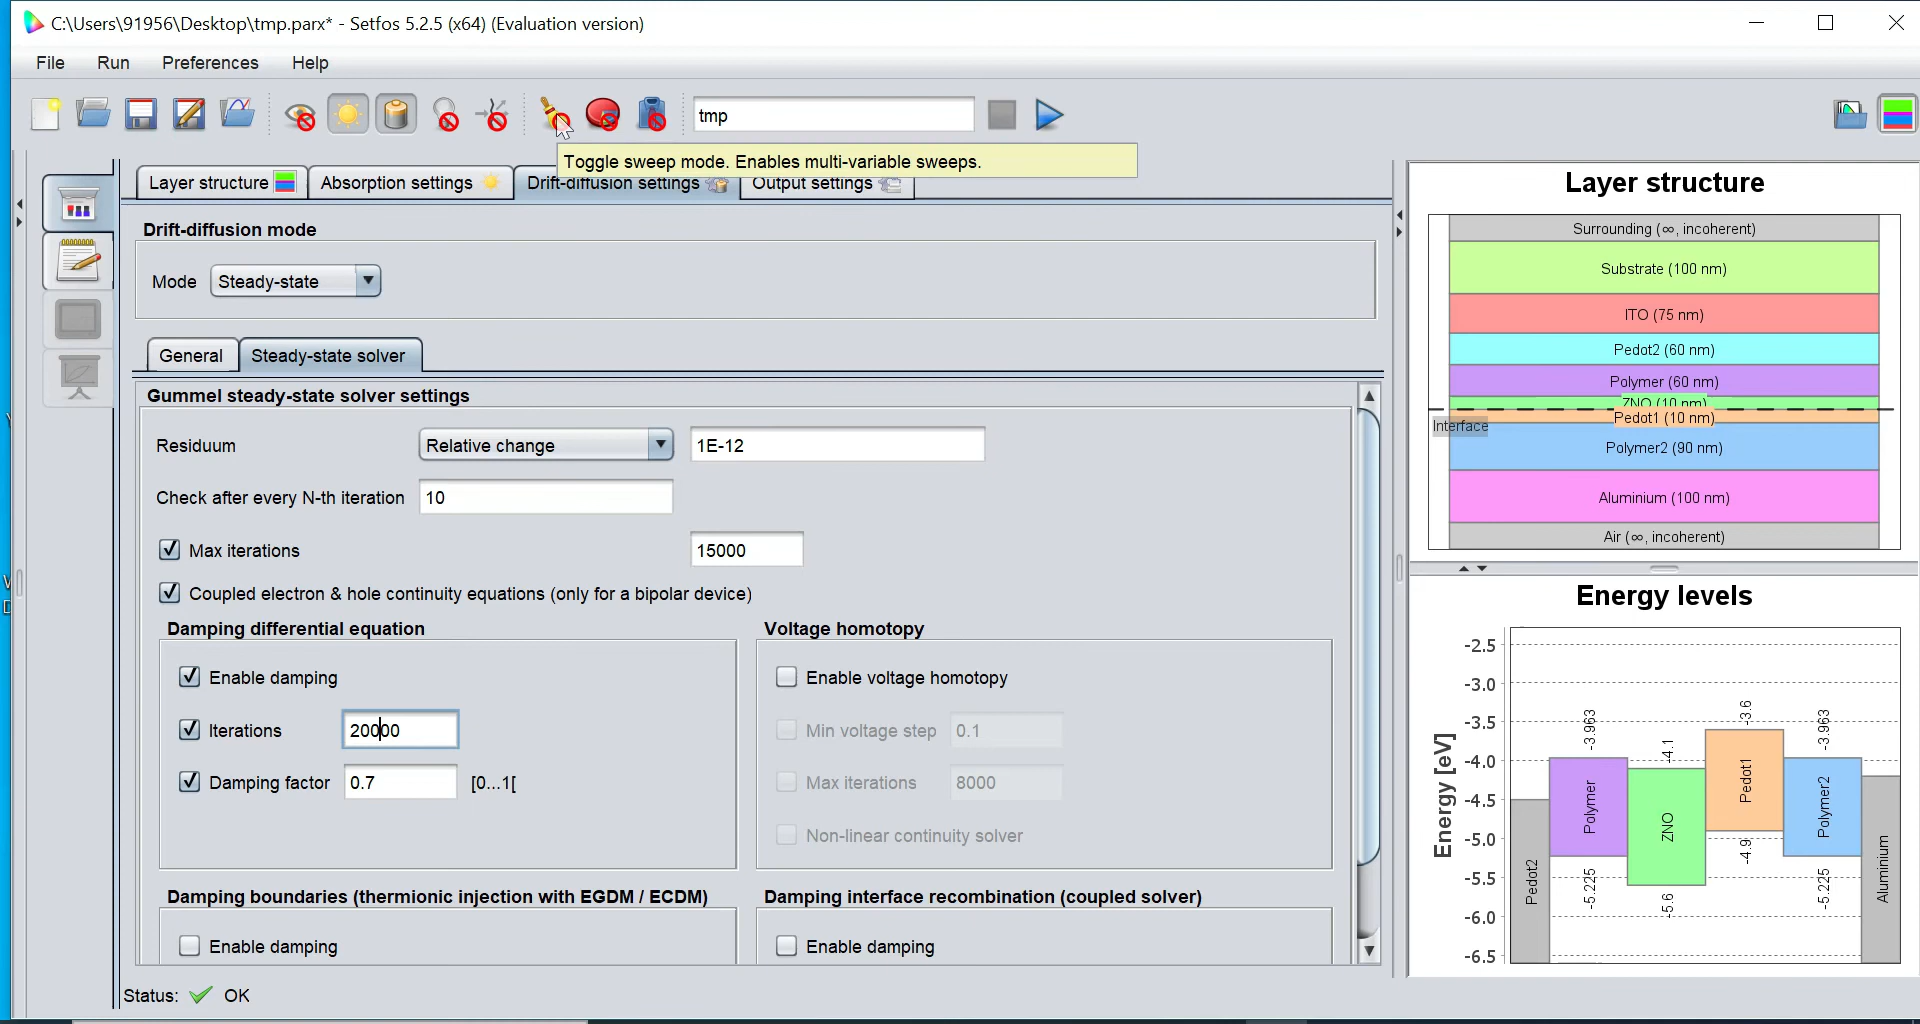 C:\Users\91956\Desktop\tmp.parx* - Setfos 5.2.5 (x64) (Evaluation version)
File Run Preferences Help
tmp
Toggle sweep mode. Enables multi-variable sweeps.
Layer structure Absorption settings Drift-diffusion settings Output settings
Drift-diffusion mode
Mode Steady-state
General Steady-state solver
Gummel steady-state solver settings
Residuum Relative change 1E-12
Check after every N-th iteration 10
Max iterations 15000
Coupled electron & hole continuity equations (only for a bipolar device)
Damping differential equation
Enable damping
Iterations 20000
Damping factor 0.7 [0...1[
Voltage homotopy
Enable voltage homotopy
Min voltage step 0.1
Max iterations 8000
Non-linear continuity solver
Damping boundaries (thermionic injection with EGDM / ECDM)
Enable damping
Damping interface recombination (coupled solver)
Enable damping
Status: OK
Layer structure
Surrounding (∞, incoherent)
Substrate (100 nm)
ITO (75 nm)
Pedot2 (60 nm)
Polymer (60 nm)
ZNO (10 nm)
Pedot1 (10 nm)
Interface
Polymer2 (90 nm)
Aluminium (100 nm)
Air (∞, incoherent)
Energy levels
Energy [eV]
-2.5
-3.0
-3.5
-4.0
-4.5
-5.0
-5.5
-6.0
-6.5
Pedot2
-3.963
Polymer
-5.225
-4.1
ZNO
-5.6
-3.6
Pedot1
-4.9
-3.963
Polymer2
-5.225
Aluminium